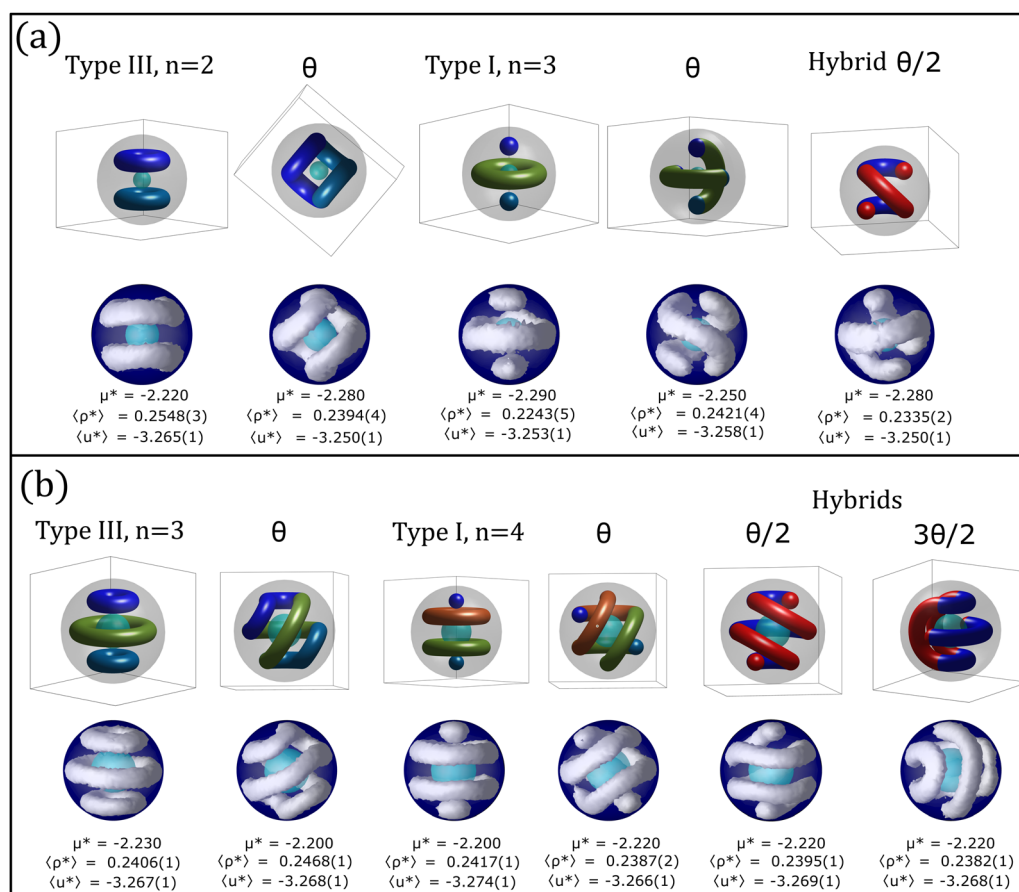 (a)
Type III, n=2 θ Type I, n=3 θ Hybrid θ/2
μ* = -2.220 μ* = -2.280 μ* = -2.290 μ* = -2.250 μ* = -2.280
⟨ρ*⟩ = 0.2548(3) ⟨ρ*⟩ = 0.2394(4) ⟨ρ*⟩ = 0.2243(5) ⟨ρ*⟩ = 0.2421(4) ⟨ρ*⟩ = 0.2335(2)
⟨u*⟩ = -3.265(1) ⟨u*⟩ = -3.250(1) ⟨u*⟩ = -3.253(1) ⟨u*⟩ = -3.258(1) ⟨u*⟩ = -3.250(1)
(b)
Hybrids
Type III, n=3 θ Type I, n=4 θ θ/2 3θ/2
μ* = -2.230 μ* = -2.200 μ* = -2.200 μ* = -2.220 μ* = -2.220 μ* = -2.220
⟨ρ*⟩ = 0.2406(1) ⟨ρ*⟩ = 0.2468(1) ⟨ρ*⟩ = 0.2417(1) ⟨ρ*⟩ = 0.2387(2) ⟨ρ*⟩ = 0.2395(1) ⟨ρ*⟩ = 0.2382(1)
⟨u*⟩ = -3.267(1) ⟨u*⟩ = -3.268(1) ⟨u*⟩ = -3.274(1) ⟨u*⟩ = -3.266(1) ⟨u*⟩ = -3.269(1) ⟨u*⟩ = -3.268(1)